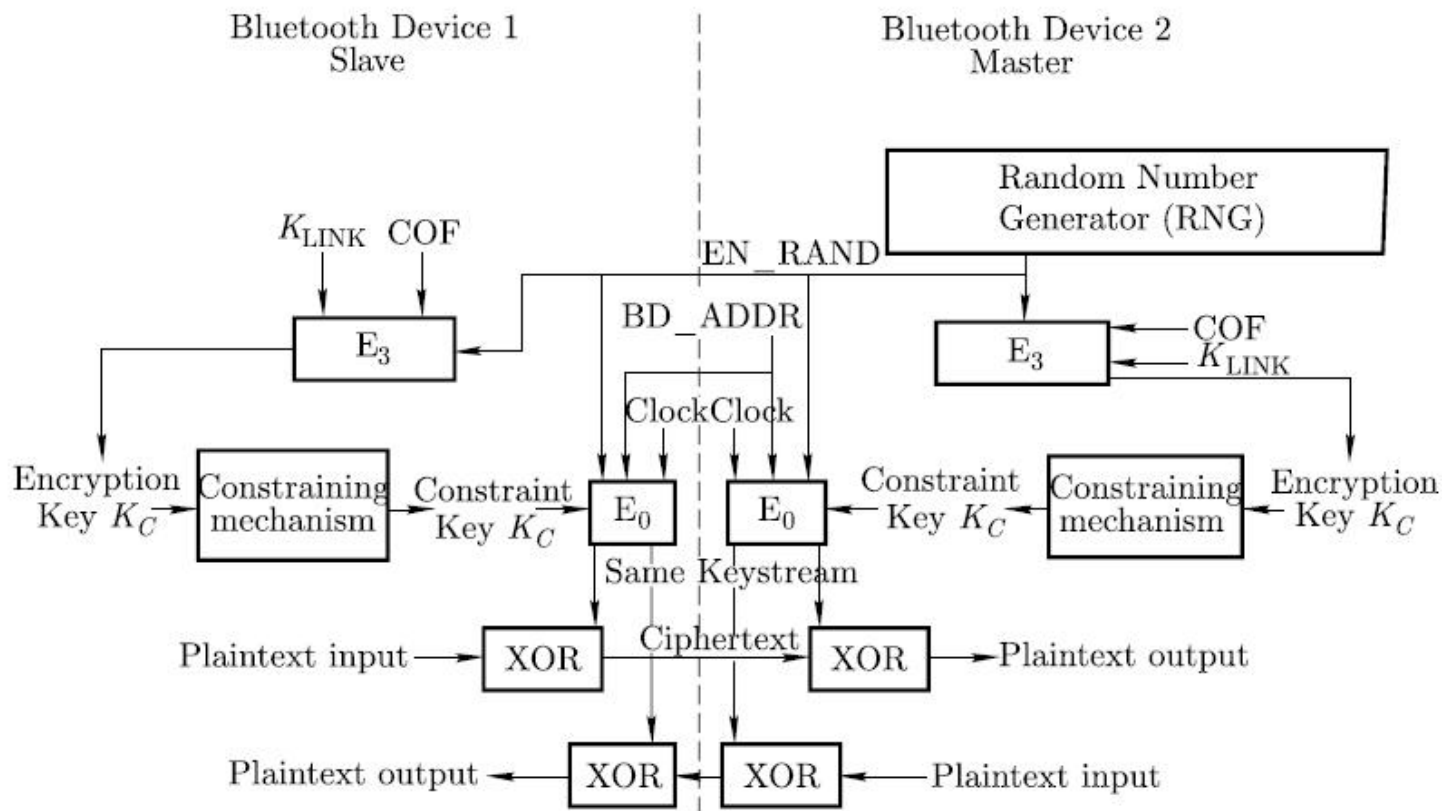 Bluetooth Device 1
Slave
Bluetooth Device 2
Master
Random Number
Generator (RNG)
K_LINK COF
EN_RAND
BD_ADDR
E_3
E_3
COF
K_LINK
Clock Clock
Encryption
Key K_C
Constraining
mechanism
Constraint
Key K_C
E_0
E_0
Constraint
Key K_C
Constraining
mechanism
Encryption
Key K_C
Same Keystream
Plaintext input
XOR
Ciphertext
XOR
Plaintext output
Plaintext output
XOR
XOR
Plaintext input